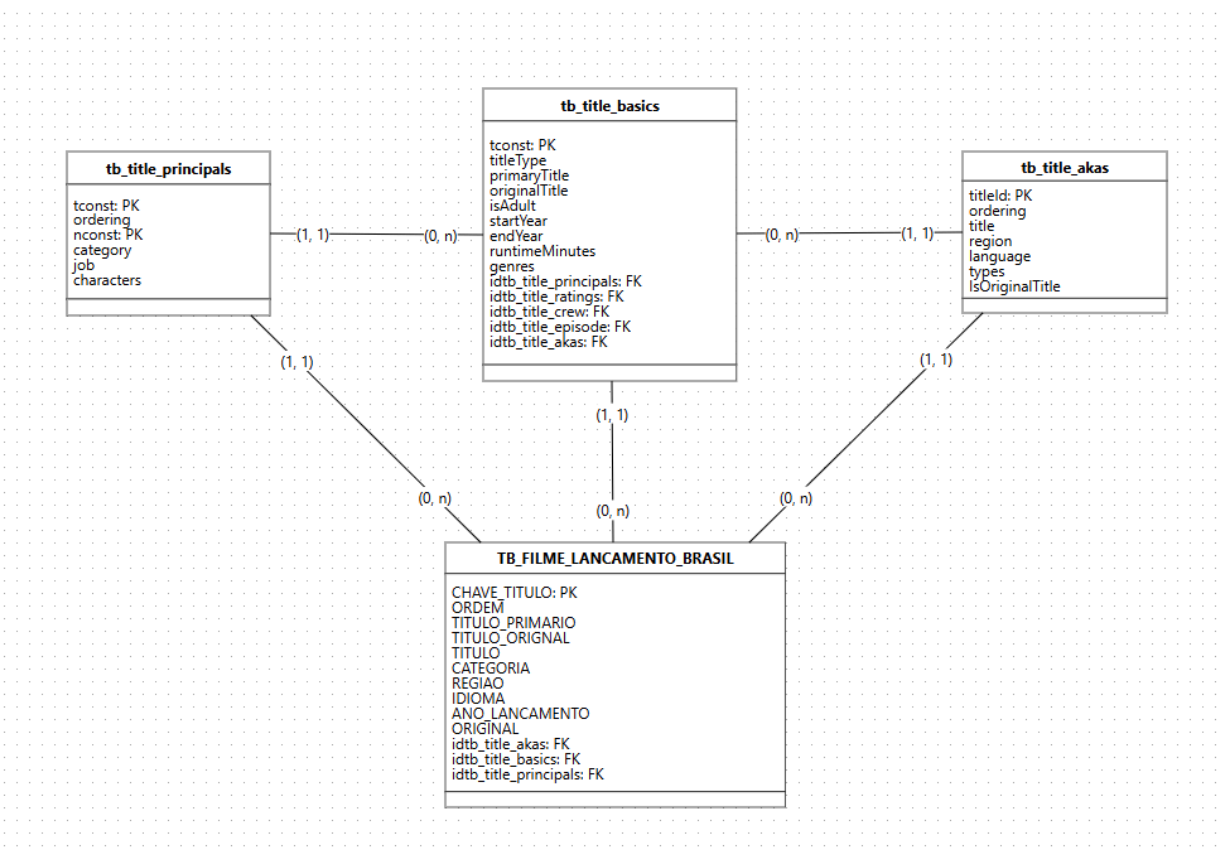 tb_title_basics
tconst: PK
titleType
primaryTitle
originalTitle
isAdult
startYear
endYear
runtimeMinutes
genres
idtb_title_principals: FK
idtb_title_ratings: FK
idtb_title_crew: FK
idtb_title_episode: FK
idtb_title_akas: FK
tb_title_principals
tconst: PK
ordering
nconst: PK
category
job
characters
tb_title_akas
titleId: PK
ordering
title
region
language
types
IsOriginalTitle
(1, 1)
(0, n)
(0, n)
(1, 1)
(1, 1)
(1, 1)
(1, 1)
(0, n)
(0, n)
(0, n)
TB_FILME_LANCAMENTO_BRASIL
CHAVE_TITULO: PK
ORDEM
TITULO_PRIMARIO
TITULO_ORIGNAL
TITULO
CATEGORIA
REGIAO
IDIOMA
ANO_LANCAMENTO
ORIGINAL
idtb_title_akas: FK
idtb_title_basics: FK
idtb_title_principals: FK